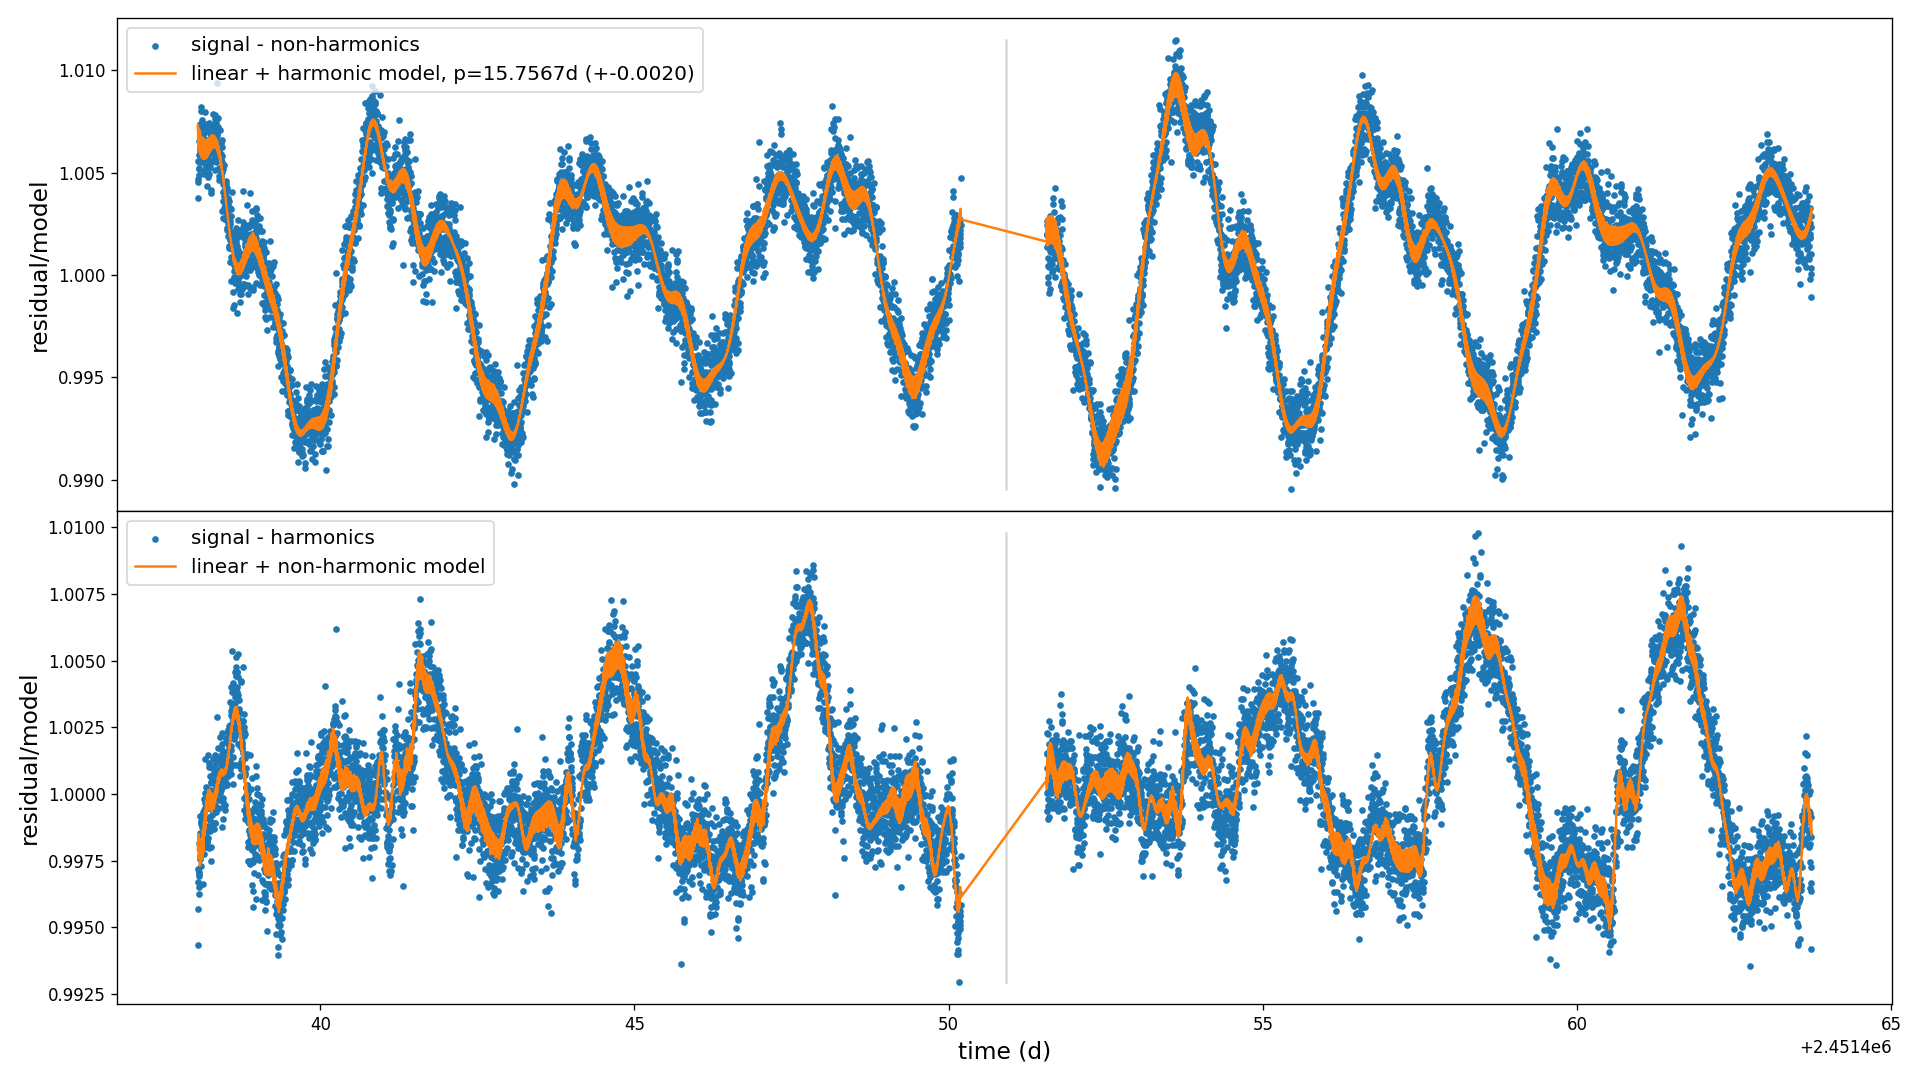 signal - non-harmonics
linear + harmonic model, p=15.7567d (+-0.0020)
1.010
1.005
1.000
0.995
0.990
residual/model
signal - harmonics
linear + non-harmonic model
1.0100
1.0075
1.0050
1.0025
1.0000
0.9975
0.9950
0.9925
residual/model
40
45
50
55
60
65
time (d)
+2.4514e6